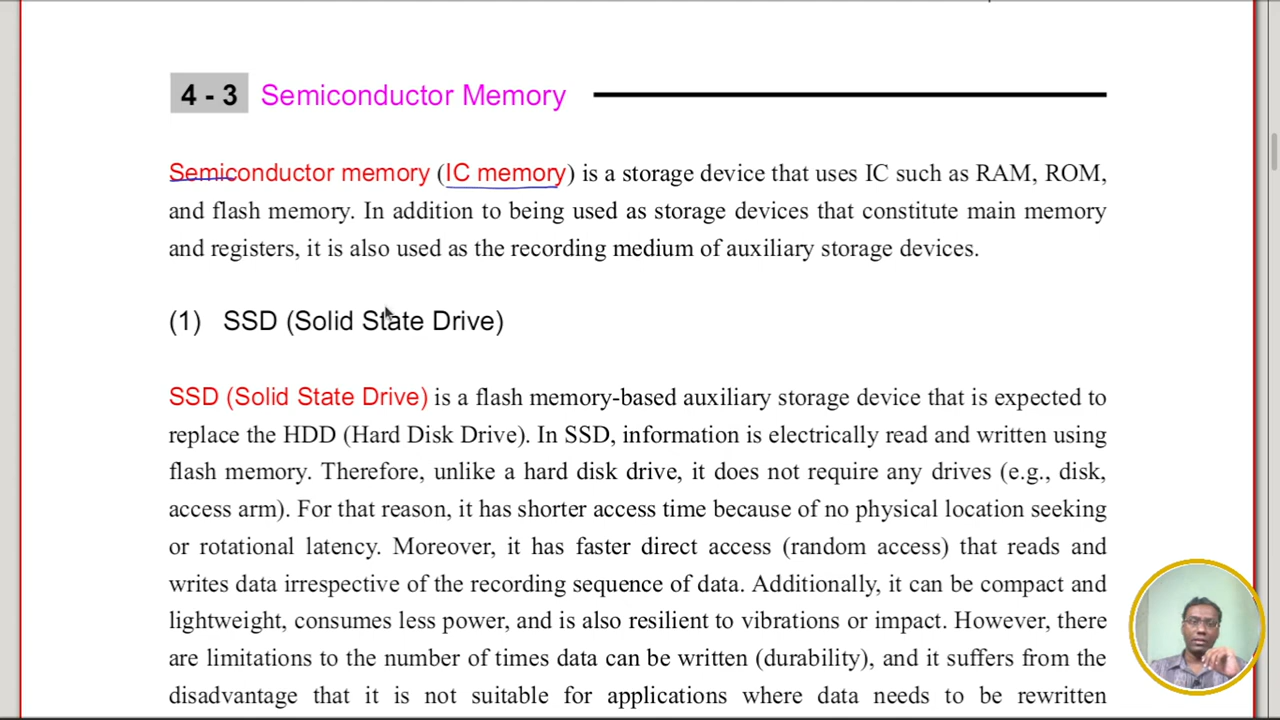 4 - 3 Semiconductor Memory
Semiconductor memory (IC memory) is a storage device that uses IC such as RAM, ROM,
and flash memory. In addition to being used as storage devices that constitute main memory
and registers, it is also used as the recording medium of auxiliary storage devices.
(1) SSD (Solid State Drive)
SSD (Solid State Drive) is a flash memory-based auxiliary storage device that is expected to
replace the HDD (Hard Disk Drive). In SSD, information is electrically read and written using
flash memory. Therefore, unlike a hard disk drive, it does not require any drives (e.g., disk,
access arm). For that reason, it has shorter access time because of no physical location seeking
or rotational latency. Moreover, it has faster direct access (random access) that reads and
writes data irrespective of the recording sequence of data. Additionally, it can be compact and
lightweight, consumes less power, and is also resilient to vibrations or impact. However, there
are limitations to the number of times data can be written (durability), and it suffers from the
disadvantage that it is not suitable for applications where data needs to be rewritten